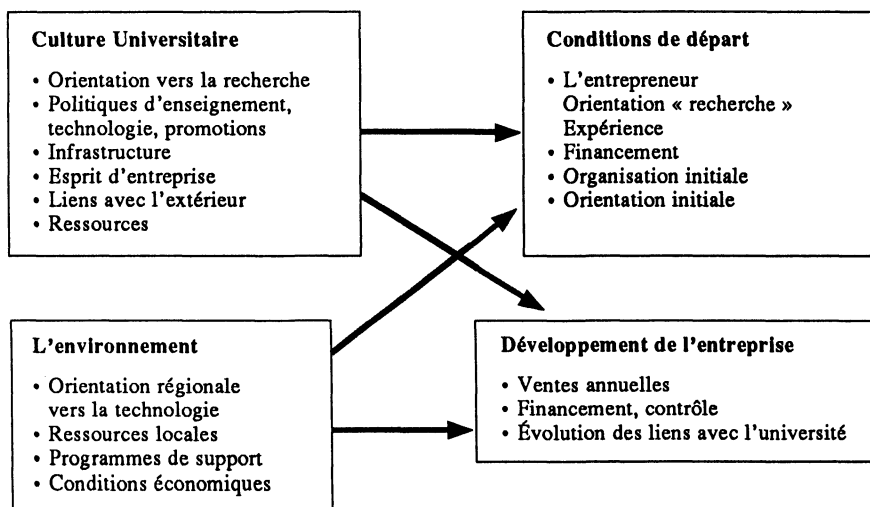 Culture Universitaire
• Orientation vers la recherche
• Politiques d'enseignement,
technologie, promotions
• Infrastructure
• Esprit d'entreprise
• Liens avec l'extérieur
• Ressources
Conditions de départ
• L'entrepreneur
Orientation « recherche »
Expérience
• Financement
• Organisation initiale
• Orientation initiale
L'environnement
• Orientation régionale
vers la technologie
• Ressources locales
• Programmes de support
• Conditions économiques
Développement de l'entreprise
• Ventes annuelles
• Financement, contrôle
• Évolution des liens avec l'université